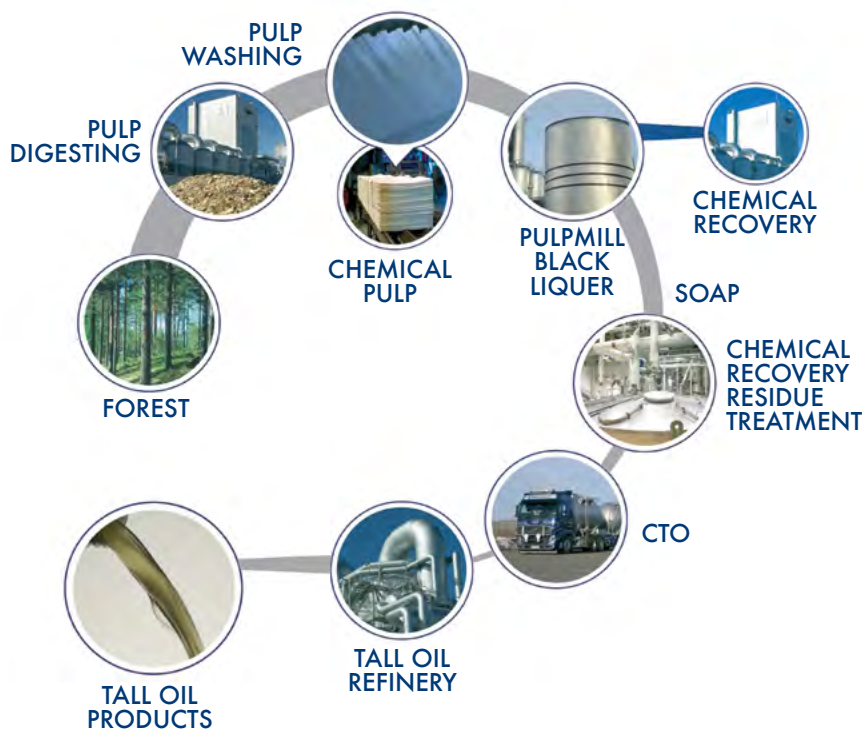 PULP
WASHING
PULP
DIGESTING
CHEMICAL
PULP
PULPMILL
BLACK
LIQUER
CHEMICAL
RECOVERY
SOAP
CHEMICAL
RECOVERY
RESIDUE
TREATMENT
FOREST
CTO
TALL OIL
REFINERY
TALL OIL
PRODUCTS